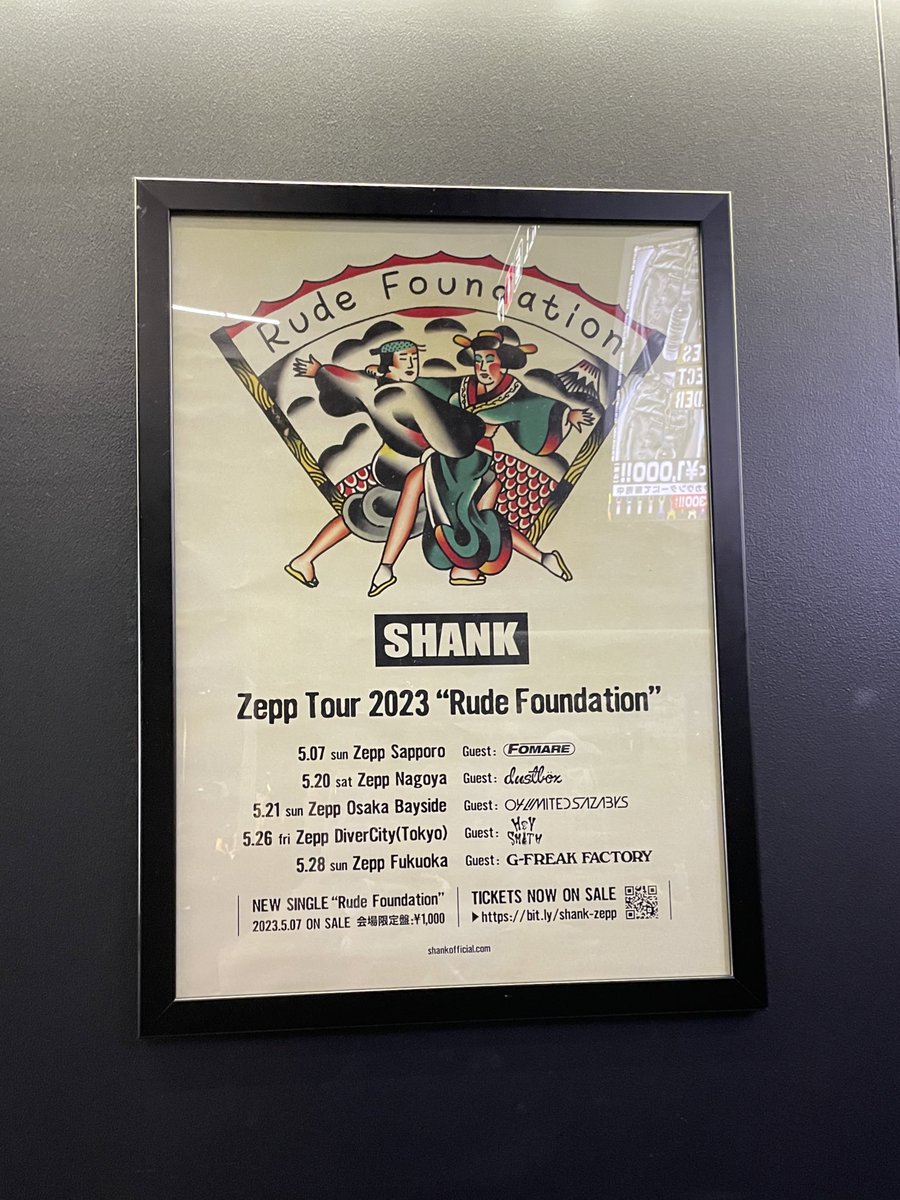 Rude Foundation
SHANK
Zepp Tour 2023 “Rude Foundation”
5.07 sun Zepp Sapporo Guest: FOMARE
5.20 sat Zepp Nagoya Guest: dustbox
5.21 sun Zepp Osaka Bayside Guest: 04 LIMITED SAZABYS
5.26 fri Zepp DiverCity(Tokyo) Guest: HEY SMITH
5.28 sun Zepp Fukuoka Guest: G-FREAK FACTORY
NEW SINGLE “Rude Foundation”
2023.5.07 ON SALE 会場限定盤:¥1,000
TICKETS NOW ON SALE
▶https://bit.ly/shank-zepp
shankofficial.com
¥1,000!!